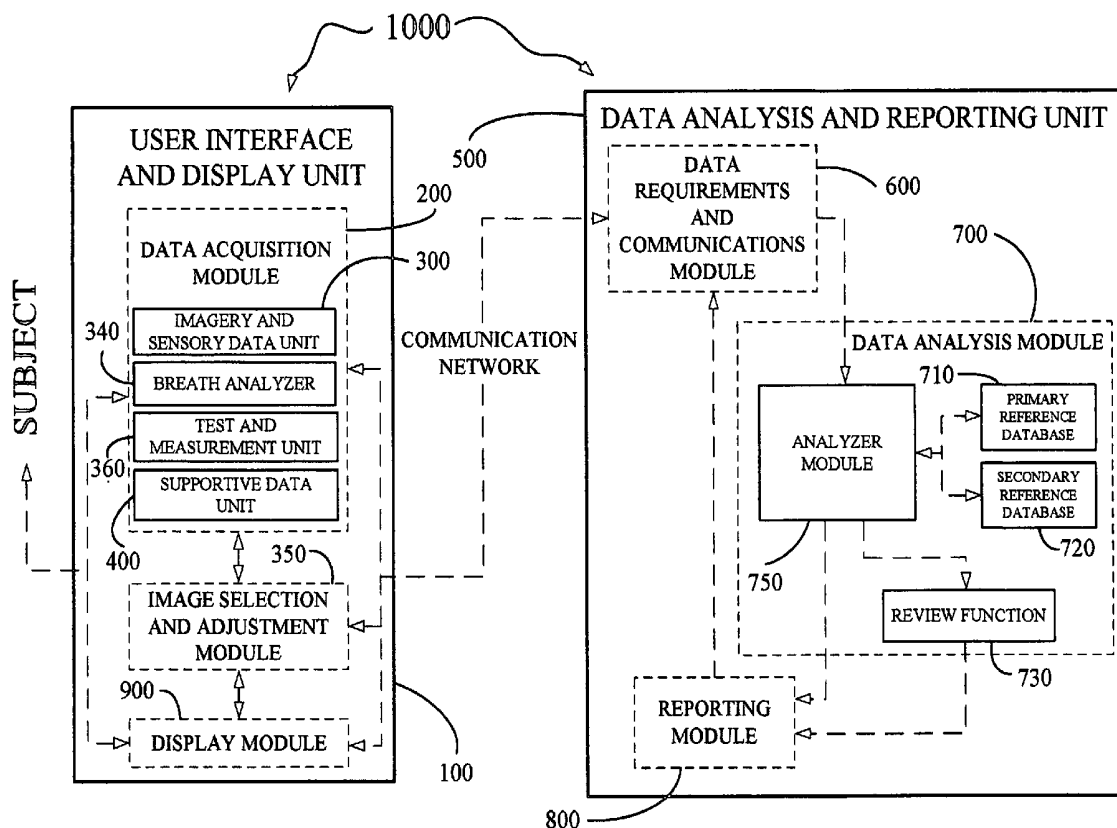 1000
USER INTERFACE
AND DISPLAY UNIT
200
DATA ACQUISITION
MODULE
300
IMAGERY AND
SENSORY DATA UNIT
340
BREATH ANALYZER
TEST AND
MEASUREMENT UNIT
360
SUPPORTIVE DATA
UNIT
400
350
IMAGE SELECTION
AND ADJUSTMENT
MODULE
900
DISPLAY MODULE
100
SUBJECT
COMMUNICATION
NETWORK
DATA ANALYSIS AND REPORTING UNIT
500
DATA
REQUIREMENTS
AND
COMMUNICATIONS
MODULE
600
700
DATA ANALYSIS MODULE
710
PRIMARY
REFERENCE
DATABASE
ANALYZER
MODULE
SECONDARY
REFERENCE
DATABASE
720
750
REVIEW FUNCTION
730
REPORTING
MODULE
800